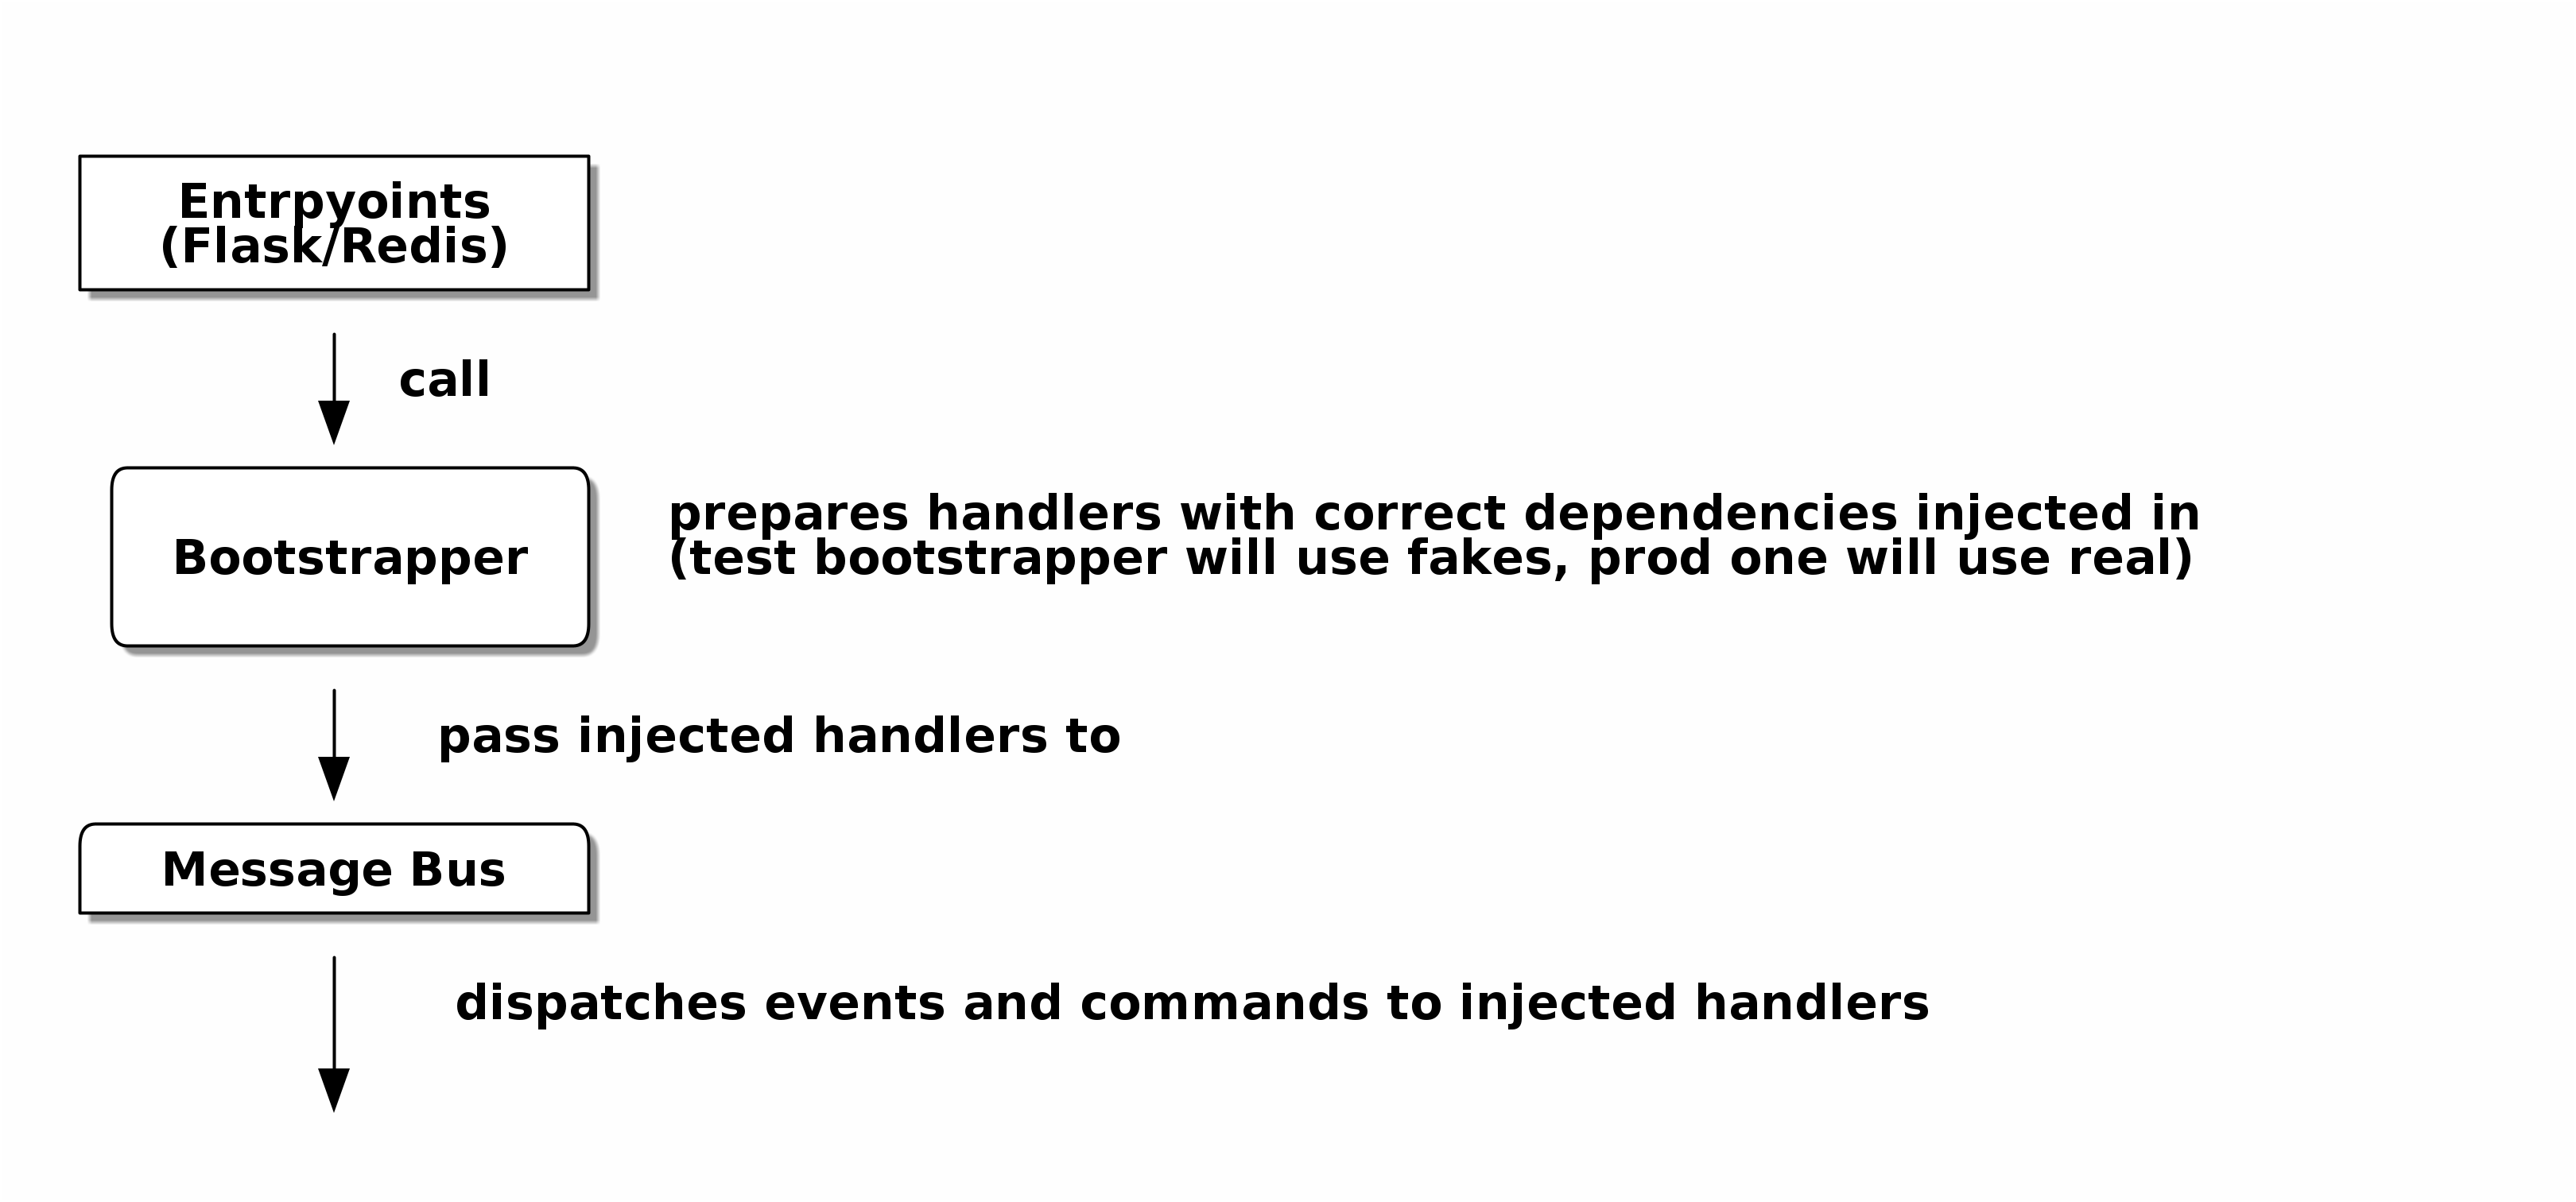 Entrpyoints
(Flask/Redis)
call
prepares handlers with correct dependencies injected in
Bootstrapper
(test bootstrapper will use fakes, prod one will use real)
pass injected handlers to
Message Bus
dispatches events and commands to injected handlers